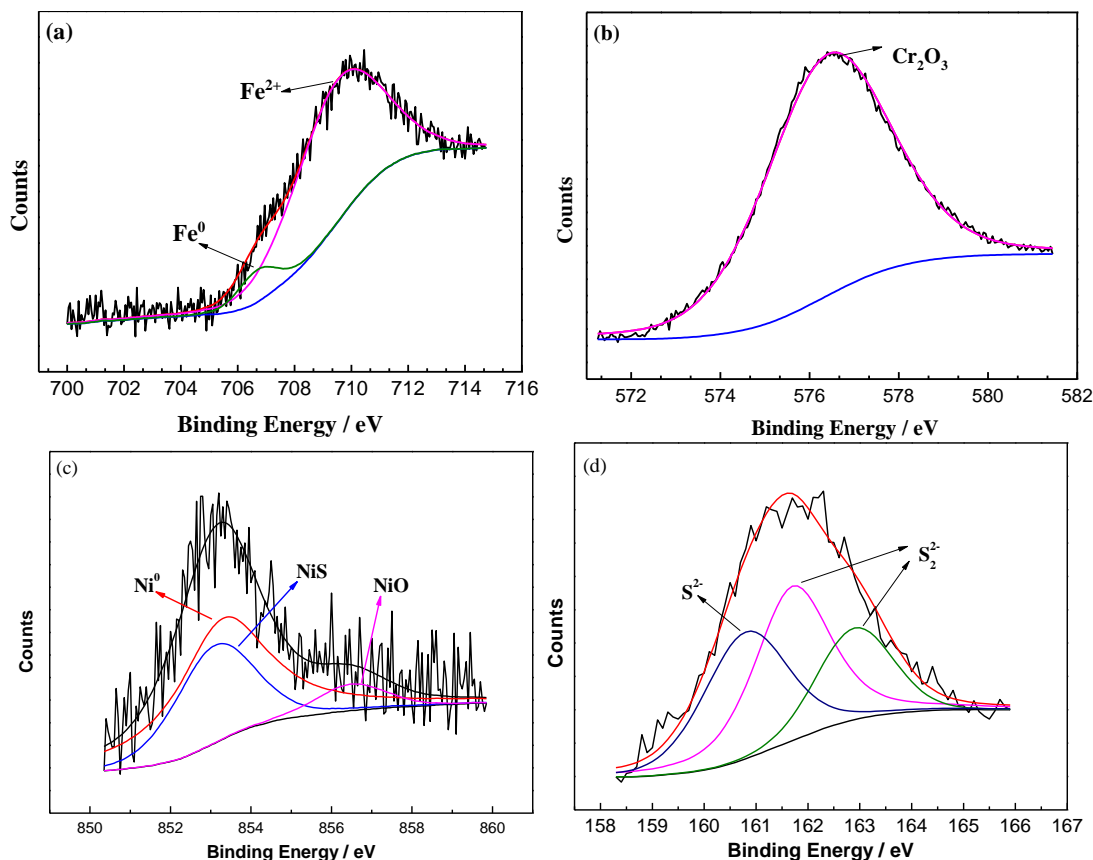 (a)
Fe²⁺
Fe⁰
Counts
700 702 704 706 708 710 712 714 716
Binding Energy / eV
(b)
Cr₂O₃
Counts
572 574 576 578 580 582
Binding Energy / eV
(c)
Ni⁰
NiS
NiO
Counts
850 852 854 856 858 860
Binding Energy / eV
(d)
S²⁻
S₂²⁻
Counts
158 159 160 161 162 163 164 165 166 167
Binding Energy / eV